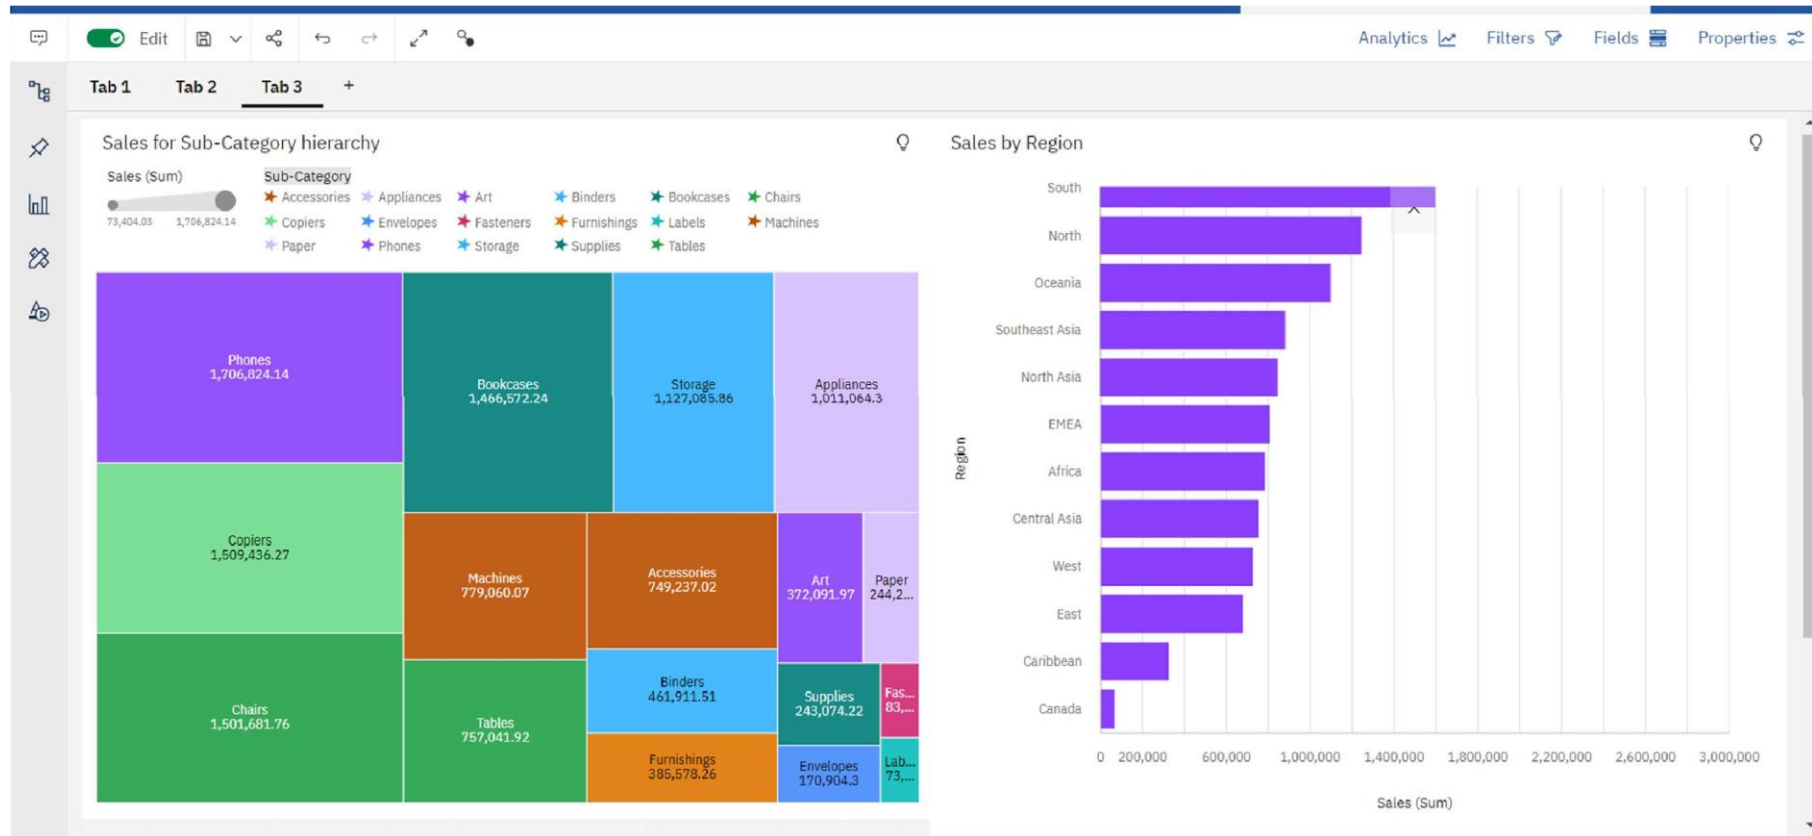 Edit
Analytics
Filters
Fields
Properties
Tab 1
Tab 2
Tab 3
+
Sales for Sub-Category hierarchy
Sales (Sum)
73,404.03
1,706,824.14
Sub-Category
Accessories
Appliances
Art
Binders
Bookcases
Chairs
Copiers
Envelopes
Fasteners
Furnishings
Labels
Machines
Paper
Phones
Storage
Supplies
Tables
Phones
1,706,824.14
Bookcases
1,466,572.24
Storage
1,127,085.86
Appliances
1,011,064.3
Copiers
1,509,436.27
Machines
779,060.07
Accessories
749,237.02
Art
372,091.97
Paper
244,2...
Chairs
1,501,681.76
Tables
757,041.92
Binders
461,911.51
Furnishings
385,578.26
Supplies
243,074.22
Fas...
83,...
Envelopes
170,904.3
Lab...
73,...
Sales by Region
Region
South
North
Oceania
Southeast Asia
North Asia
EMEA
Africa
Central Asia
West
East
Caribbean
Canada
0
200,000
600,000
1,000,000
1,400,000
1,800,000
2,200,000
2,600,000
3,000,000
Sales (Sum)